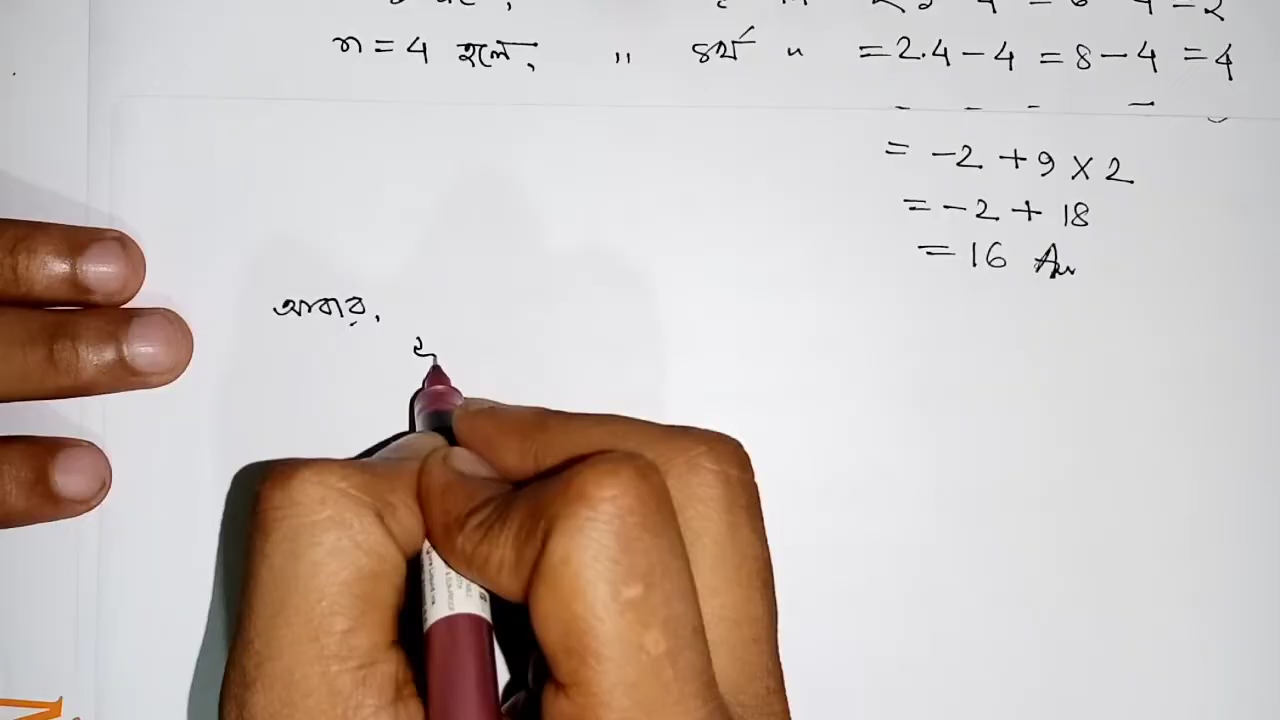 n = 4 হলে, ,, ৪র্থ " = 2.4 − 4 = 8 − 4 = 4
= −2 + 9 × 2
= −2 + 18
= 16 Ans
আবার,